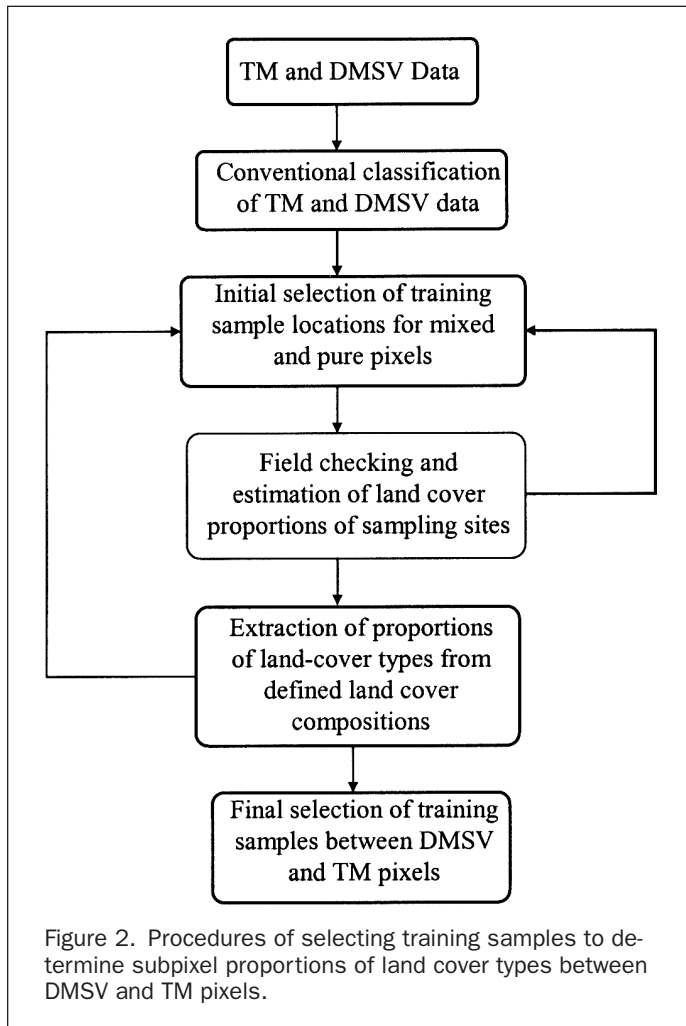 TM and DMSV Data
Conventional classification
of TM and DMSV data
Initial selection of training
sample locations for mixed
and pure pixels
Field checking and
estimation of land cover
proportions of sampling sites
Extraction of proportions
of land-cover types from
defined land cover
compositions
Final selection of training
samples between DMSV
and TM pixels
Figure 2. Procedures of selecting training samples to de-
termine subpixel proportions of land cover types between
DMSV and TM pixels.